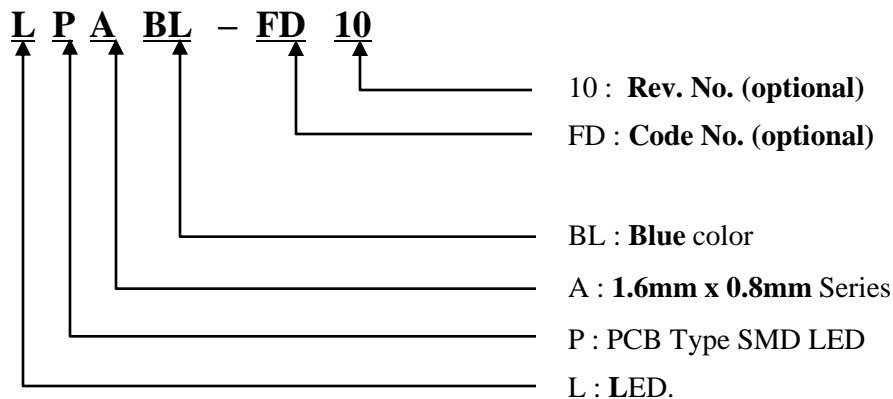 L P A BL – FD 10
10 : Rev. No. (optional)
FD : Code No. (optional)
BL : Blue color
A : 1.6mm x 0.8mm Series
P : PCB Type SMD LED
L : LED.